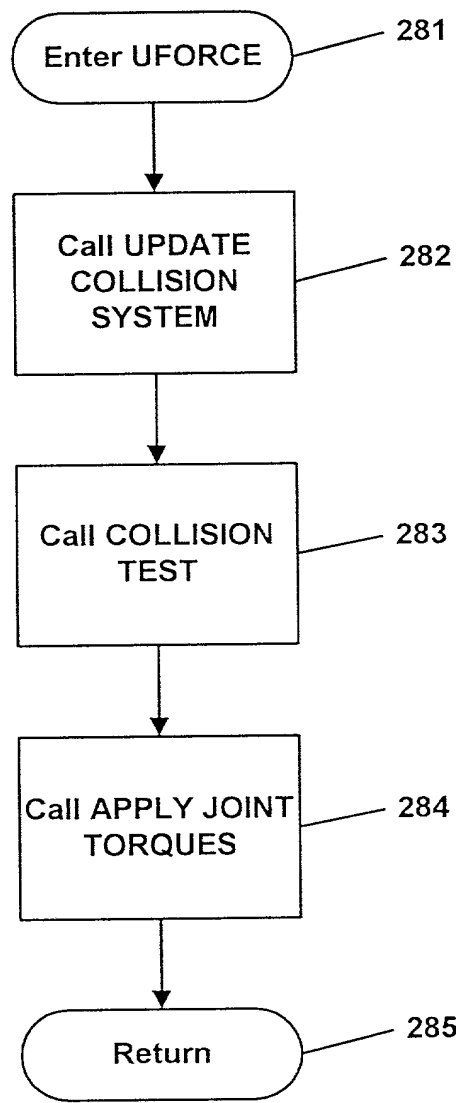 Enter UFORCE
281
Call UPDATE
COLLISION
SYSTEM
282
Call COLLISION
TEST
283
Call APPLY JOINT
TORQUES
284
Return
285